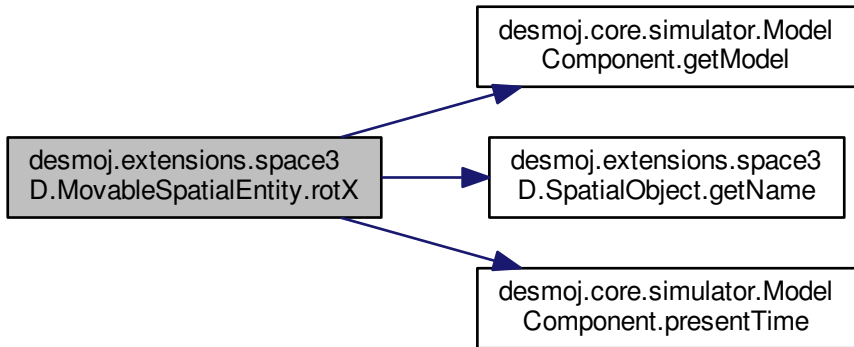 desmoj.core.simulator.Model
Component.getModel
desmoj.extensions.space3
D.MovableSpatialEntity.rotX
desmoj.extensions.space3
D.SpatialObject.getName
desmoj.core.simulator.Model
Component.presentTime